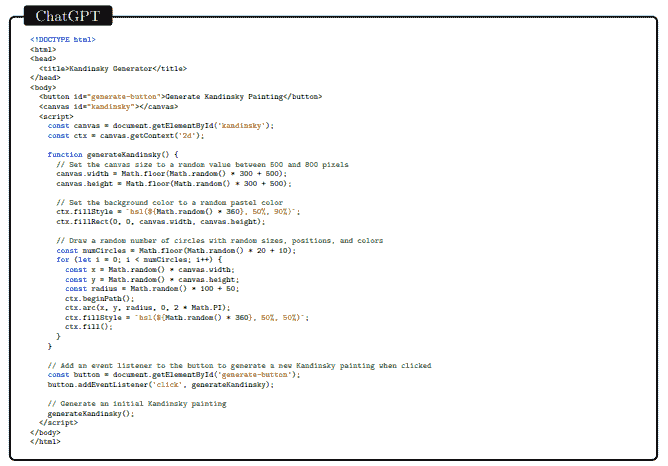 ChatGPT
<!DOCTYPE html>
<html>
<head>
  <title>Kandinsky Generator</title>
</head>
<body>
  <button id="generate-button">Generate Kandinsky Painting</button>
  <canvas id="kandinsky"></canvas>
  <script>
    const canvas = document.getElementById('kandinsky');
    const ctx = canvas.getContext('2d');

    function generateKandinsky() {
      // Set the canvas size to a random value between 500 and 800 pixels
      canvas.width = Math.floor(Math.random() * 300 + 500);
      canvas.height = Math.floor(Math.random() * 300 + 500);

      // Set the background color to a random pastel color
      ctx.fillStyle = `hsl(${Math.random() * 360}, 50%, 90%)`;
      ctx.fillRect(0, 0, canvas.width, canvas.height);

      // Draw a random number of circles with random sizes, positions, and colors
      const numCircles = Math.floor(Math.random() * 20 + 10);
      for (let i = 0; i < numCircles; i++) {
        const x = Math.random() * canvas.width;
        const y = Math.random() * canvas.height;
        const radius = Math.random() * 100 + 50;
        ctx.beginPath();
        ctx.arc(x, y, radius, 0, 2 * Math.PI);
        ctx.fillStyle = `hsl(${Math.random() * 360}, 50%, 50%)`;
        ctx.fill();
      }
    }

    // Add an event listener to the button to generate a new Kandinsky painting when clicked
    const button = document.getElementById('generate-button');
    button.addEventListener('click', generateKandinsky);

    // Generate an initial Kandinsky painting
    generateKandinsky();
  </script>
</body>
</html>